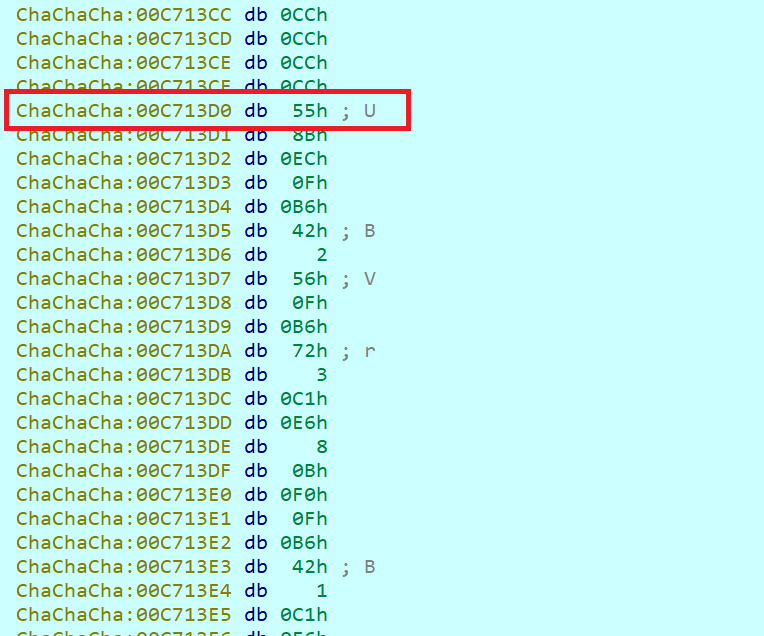 ChaChaCha:00C713CC db 0CCh
ChaChaCha:00C713CD db 0CCh
ChaChaCha:00C713CE db 0CCh
ChaChaCha:00C713CF db 0CCh
ChaChaCha:00C713D0 db 55h ; U
ChaChaCha:00C713D1 db 8Bh
ChaChaCha:00C713D2 db 0ECh
ChaChaCha:00C713D3 db 0Fh
ChaChaCha:00C713D4 db 0B6h
ChaChaCha:00C713D5 db 42h ; B
ChaChaCha:00C713D6 db 2
ChaChaCha:00C713D7 db 56h ; V
ChaChaCha:00C713D8 db 0Fh
ChaChaCha:00C713D9 db 0B6h
ChaChaCha:00C713DA db 72h ; r
ChaChaCha:00C713DB db 3
ChaChaCha:00C713DC db 0C1h
ChaChaCha:00C713DD db 0E6h
ChaChaCha:00C713DE db 8
ChaChaCha:00C713DF db 0Bh
ChaChaCha:00C713E0 db 0F0h
ChaChaCha:00C713E1 db 0Fh
ChaChaCha:00C713E2 db 0B6h
ChaChaCha:00C713E3 db 42h ; B
ChaChaCha:00C713E4 db 1
ChaChaCha:00C713E5 db 0C1h